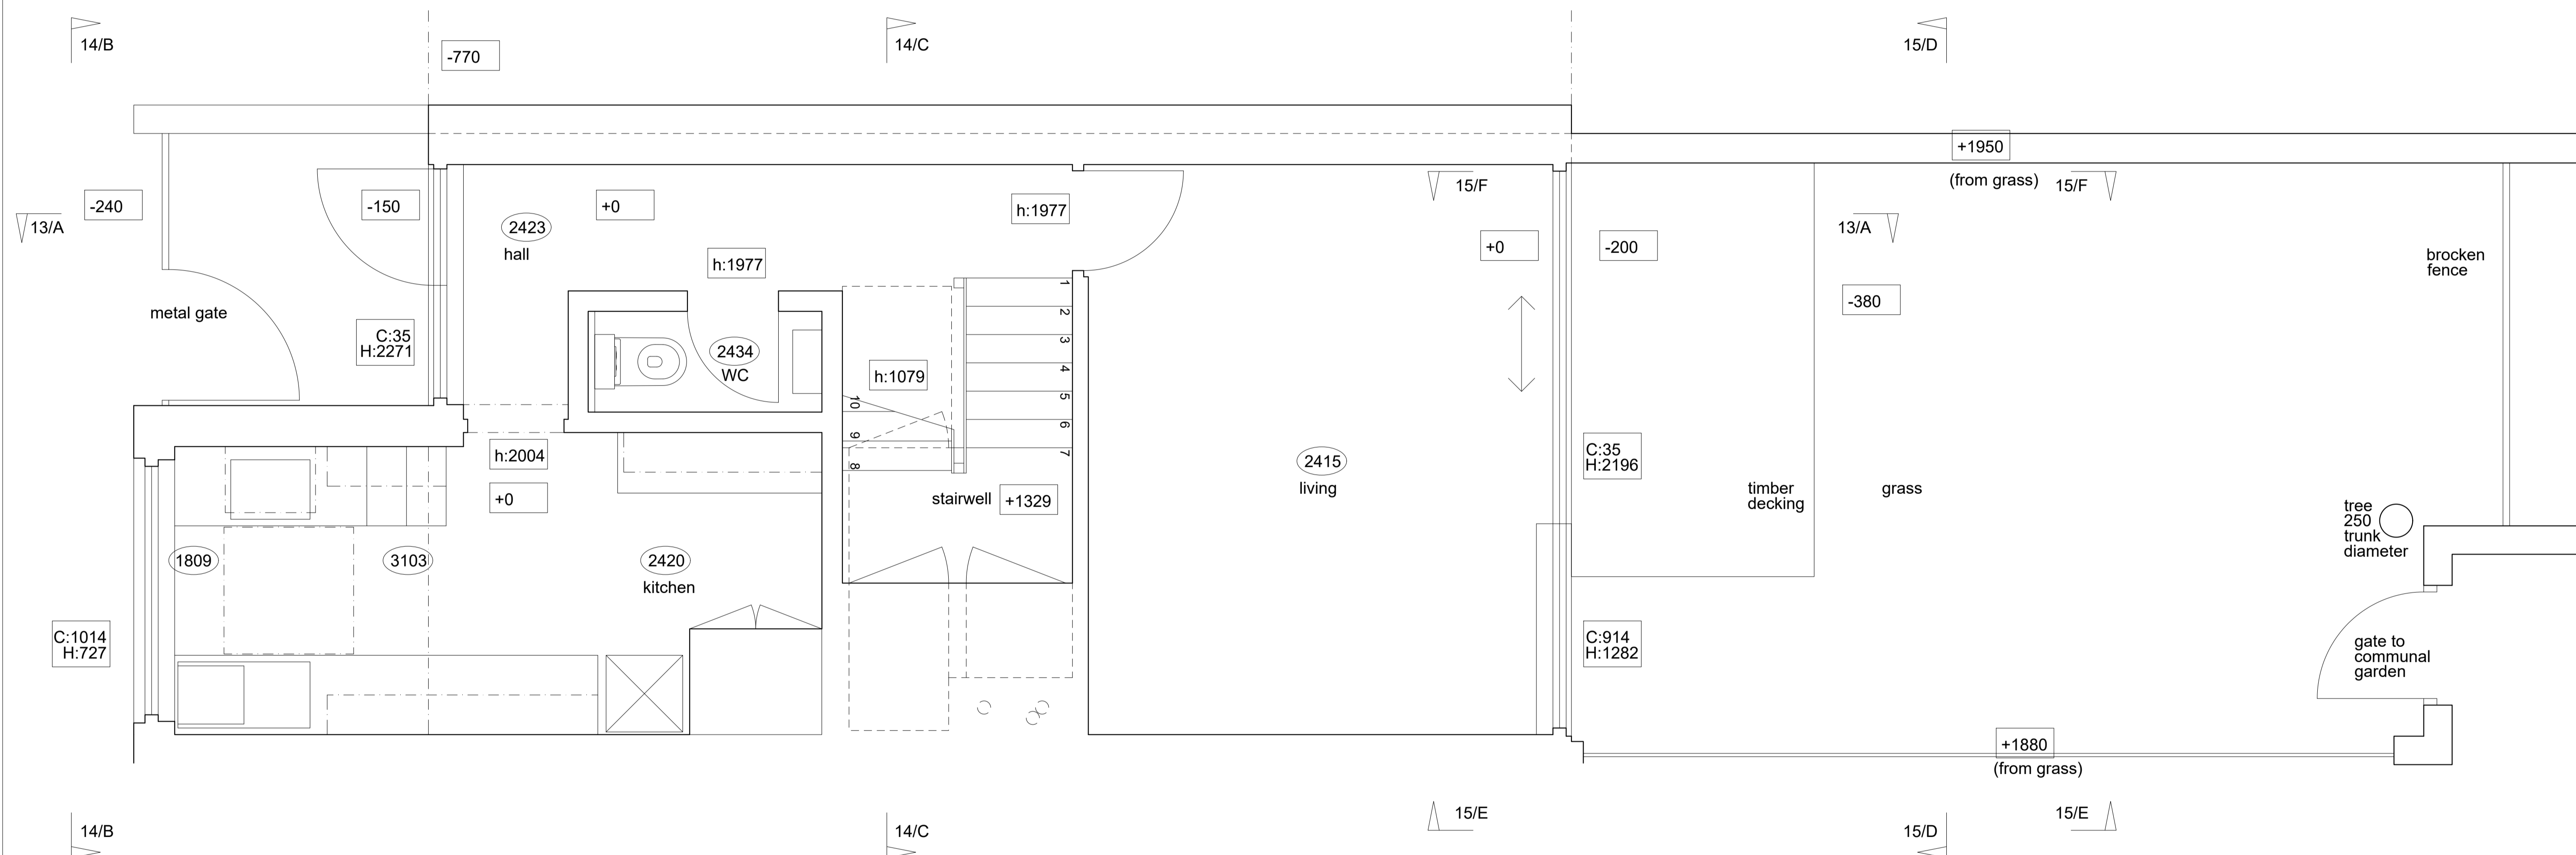 14/B
14/C
15/D
-770
+1950
(from grass)
15/F
15/F
-240
-150
+0
h:1977
13/A
13/A
2423
hall
h:1977
+0
-200
brocken
fence
-380
metal gate
C:35
H:2271
2434
WC
h:1079
1
2
3
4
5
6
7
10
9
8
h:2004
+0
stairwell
+1329
2415
living
C:35
H:2196
timber
decking
grass
tree
250
trunk
diameter
1809
3103
2420
kitchen
C:1014
H:727
C:914
H:1282
gate to
communal
garden
+1880
(from grass)
14/B
14/C
15/E
15/D
15/E